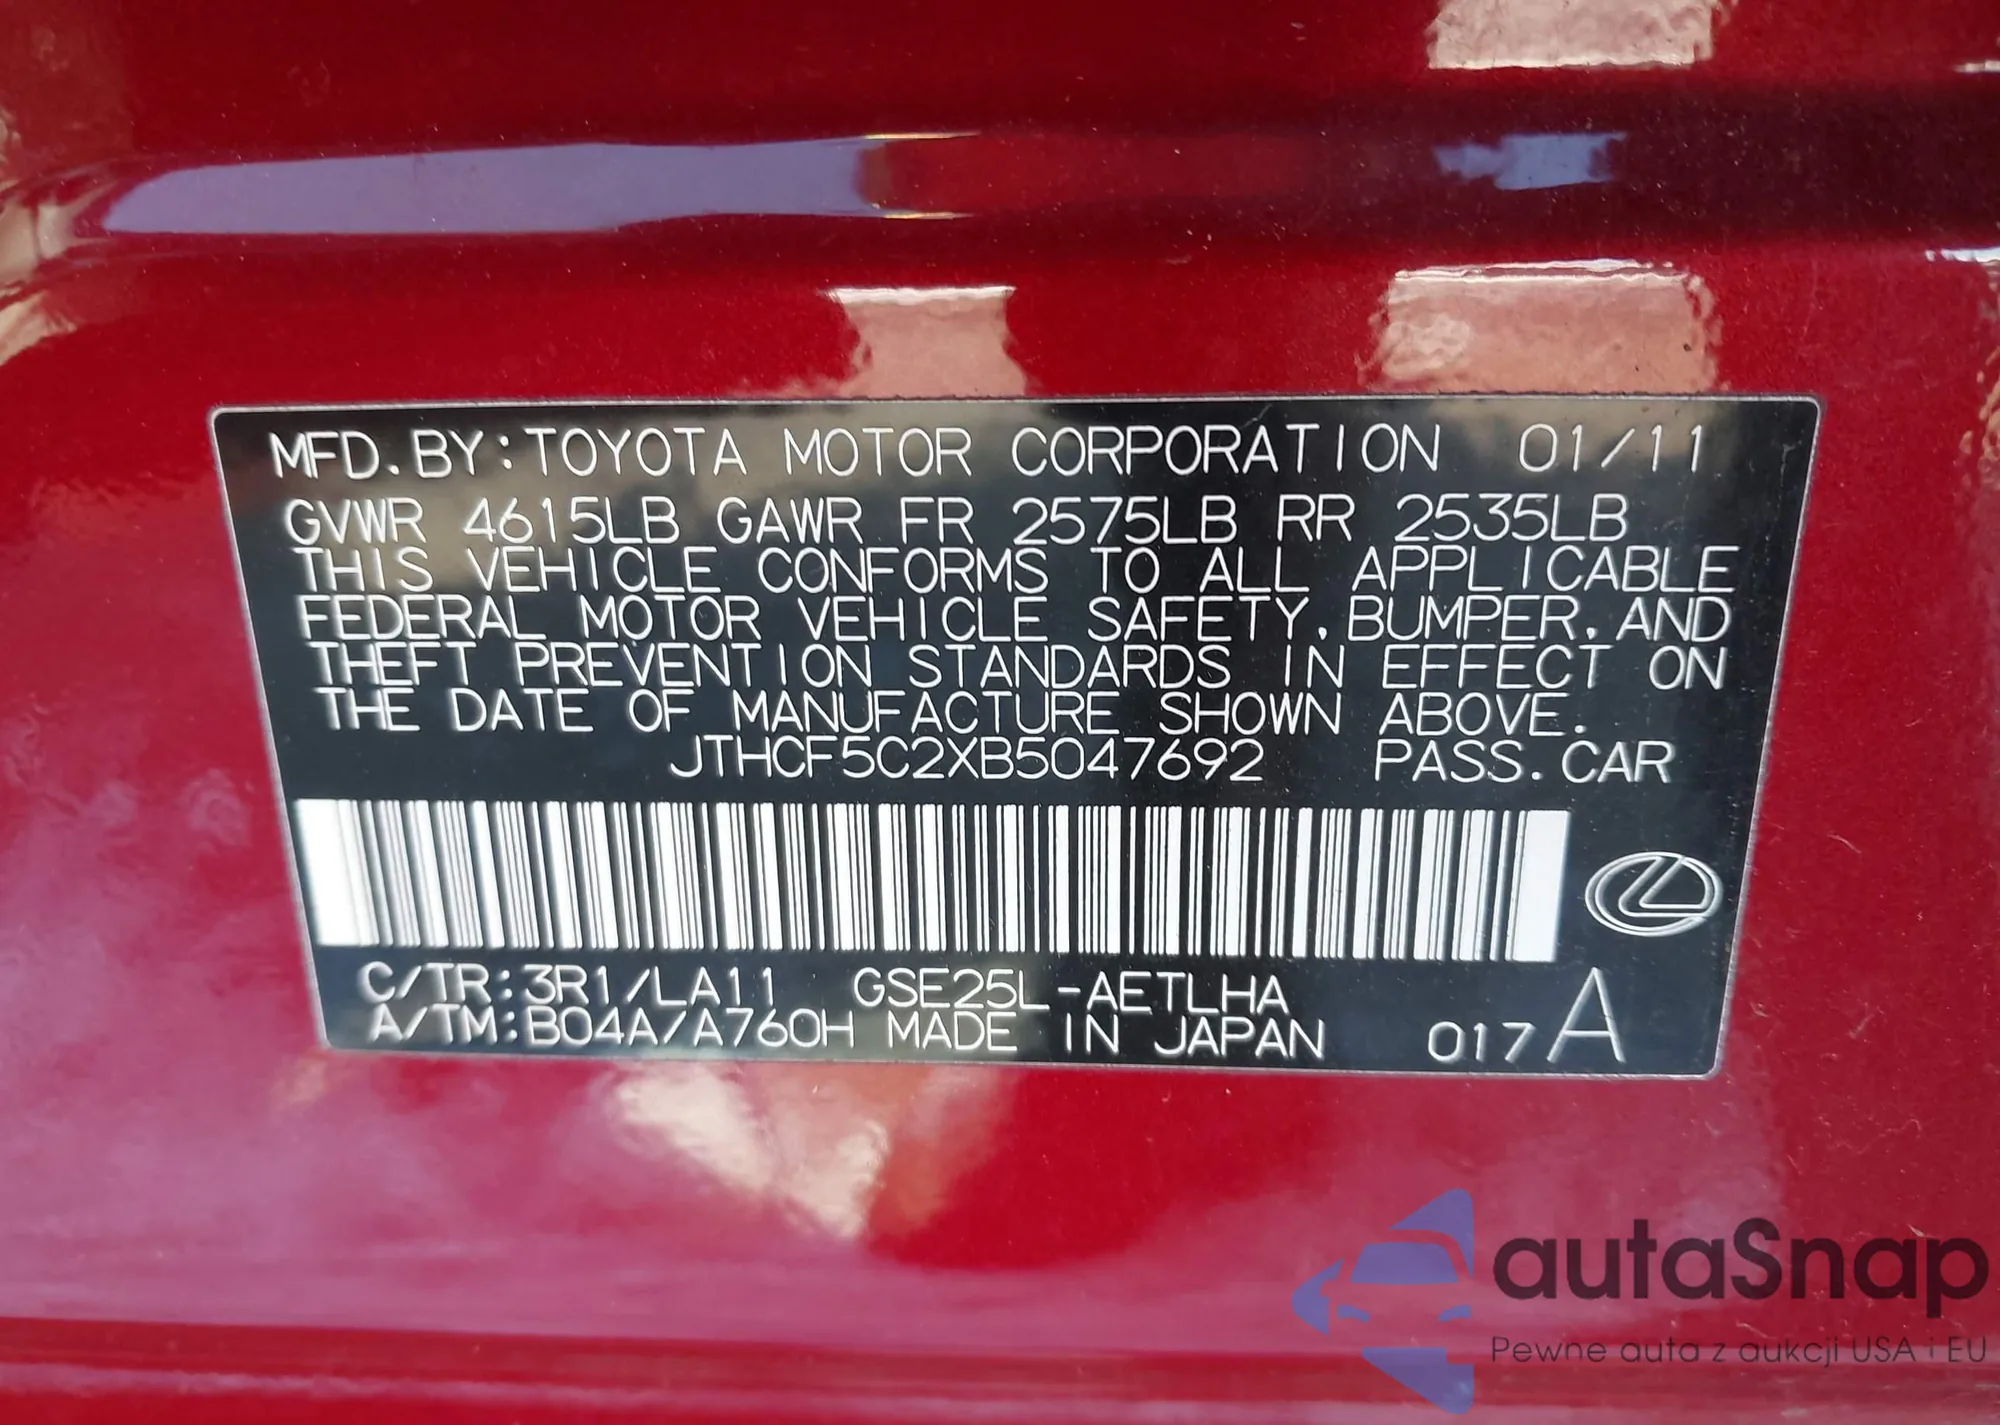 MFD. BY: TOYOTA MOTOR CORPORATION 01/11
GVWR 4615LB GAWR FR 2575LB RR 2535LB
THIS VEHICLE CONFORMS TO ALL APPLICABLE
FEDERAL MOTOR VEHICLE SAFETY, BUMPER, AND
THEFT PREVENTION STANDARDS IN EFFECT ON
THE DATE OF MANUFACTURE SHOWN ABOVE.
JTHCF5C2XB5047692 PASS. CAR
C/TR: 3R1/LA11 GSE25L-AETLHA
A/TM: B04A/A760H MADE IN JAPAN 017A
autaSnap
Pewne auta z aukcji USA i EU